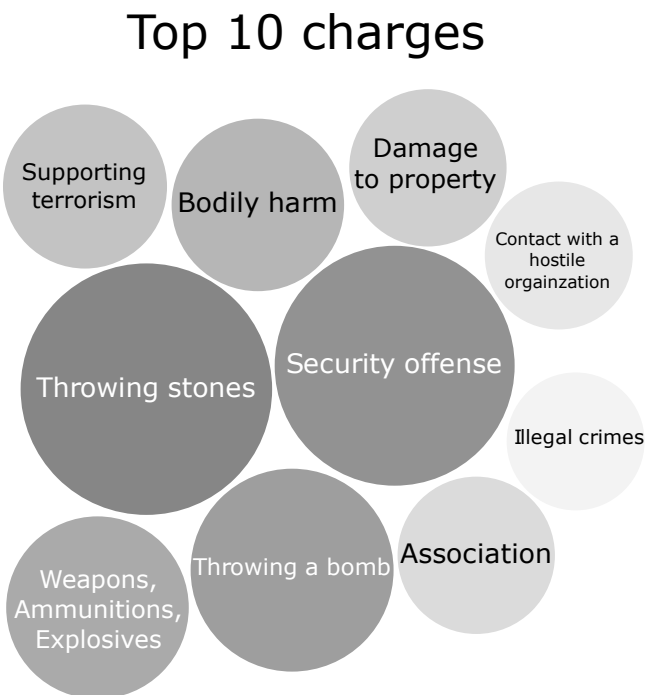 Top 10 charges
Supporting
terrorism
Bodily harm
Damage
to property
Contact with a
hostile
orgainzation
Throwing stones
Security offense
Illegal crimes
Weapons,
Ammunitions,
Explosives
Throwing a bomb
Association